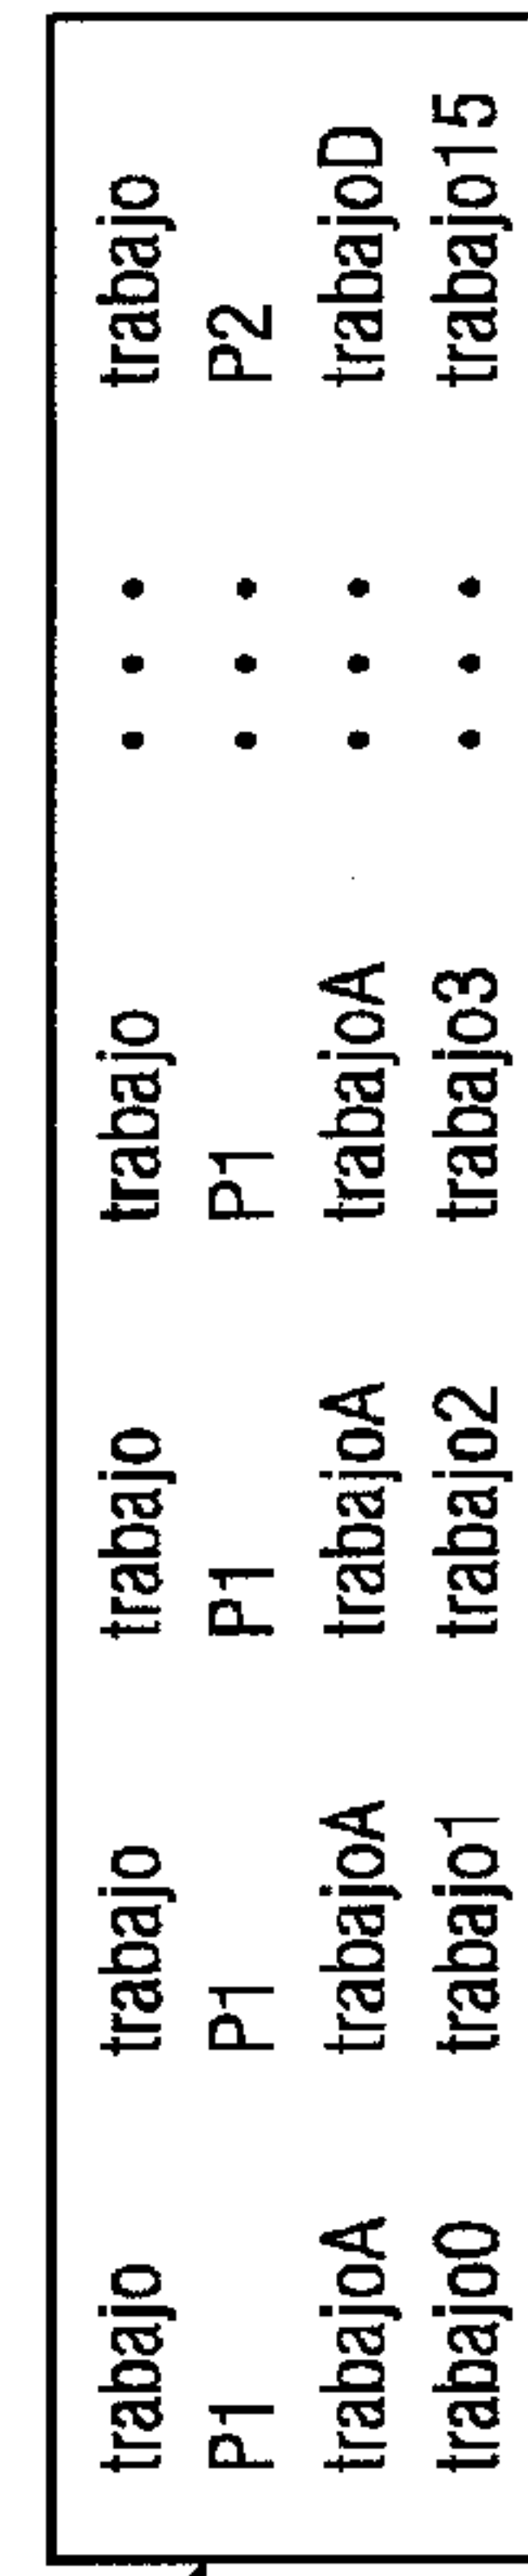 trabajo trabajo trabajo trabajo • • • trabajo
P1 P1 P1 P1 • • • P2
trabajoA trabajoA trabajoA trabajoA • • • trabajoD
trabajo0 trabajo1 trabajo2 trabajo3 • • • trabajo15